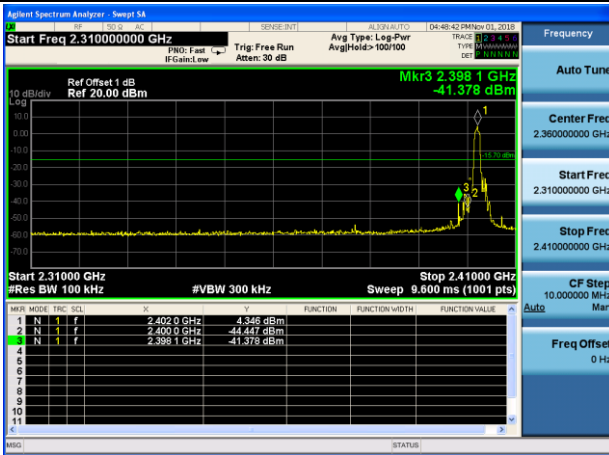 Agilent Spectrum Analyzer - Swept SA
RF 50 Ω AC SENSE:INT ALIGN AUTO 04:48:42 PM Nov 01, 2018
Start Freq 2.310000000 GHz
PNO: Fast
IFGain:Low
Trig: Free Run
Atten: 30 dB
Avg Type: Log-Pwr
Avg|Hold:> 100/100
TRACE 1 2 3 4 5 6
TYPE M W W W W W
DET P N N N N N
Ref Offset 1 dB
Ref 20.00 dBm
10 dB/div
Log
Mkr3 2.398 1 GHz
-41.378 dBm
10.0
0.00
-10.0
-20.0
-30.0
-40.0
-50.0
-60.0
-70.0
1
-15.70 dBm
3
2
Start 2.31000 GHz
Stop 2.41000 GHz
#Res BW 100 kHz
#VBW 300 kHz
Sweep 9.600 ms (1001 pts)
MKR MODE TRC SCL X Y FUNCTION FUNCTION WIDTH FUNCTION VALUE
1 N 1 f 2.402 0 GHz 4.346 dBm
2 N 1 f 2.400 0 GHz -44.447 dBm
3 N 1 f 2.398 1 GHz -41.378 dBm
4
5
6
7
8
9
10
11
MSG STATUS
Frequency
Auto Tune
Center Freq
2.360000000 GHz
Start Freq
2.310000000 GHz
Stop Freq
2.410000000 GHz
CF Step
10.000000 MHz
Auto Man
Freq Offset
0 Hz